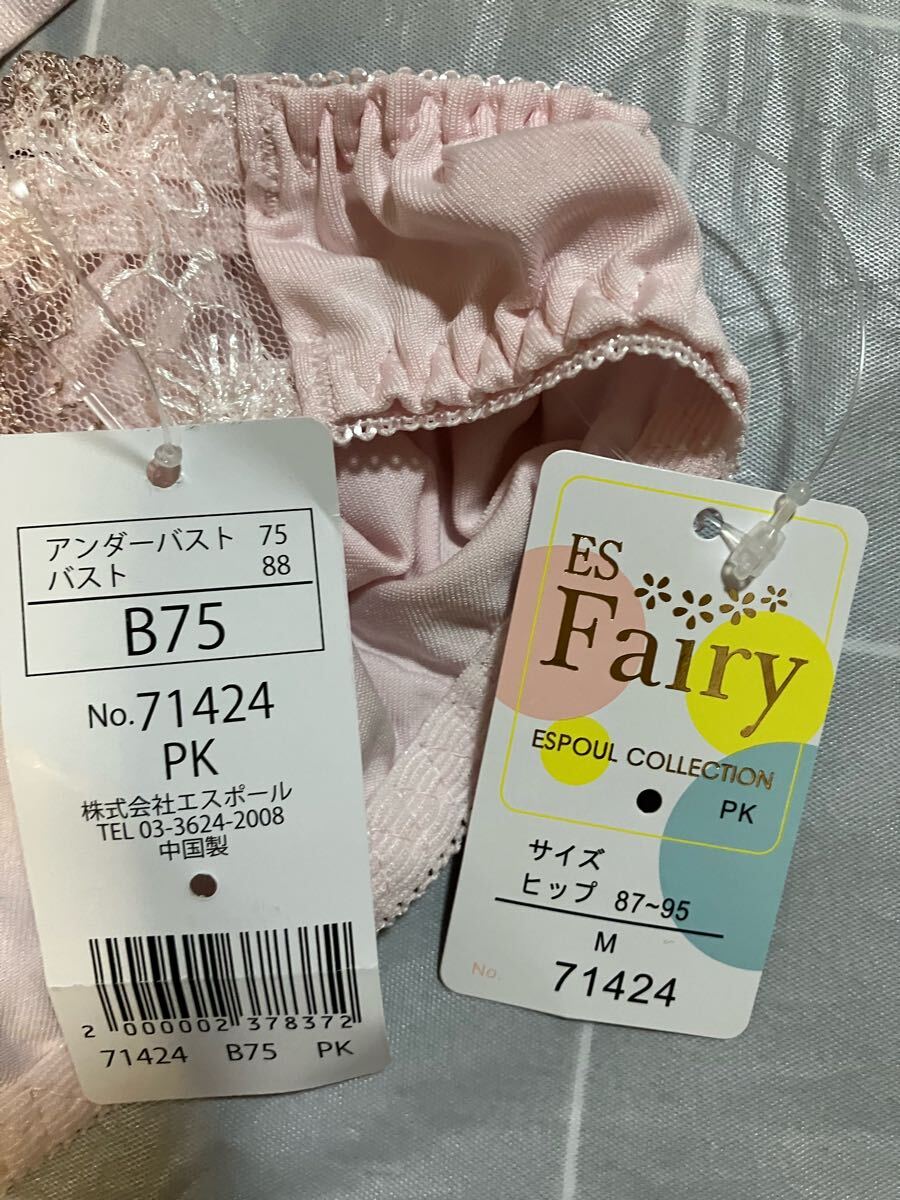 アンダーバスト 75
バスト 88
B75
No.71424
PK
株式会社エスポール
TEL 03-3624-2008
中国製
2 000002 378372
71424 B75 PK
ES
Fairy
ESPOUL COLLECTION
PK
サイズ
ヒップ 87~95
M
No. 71424